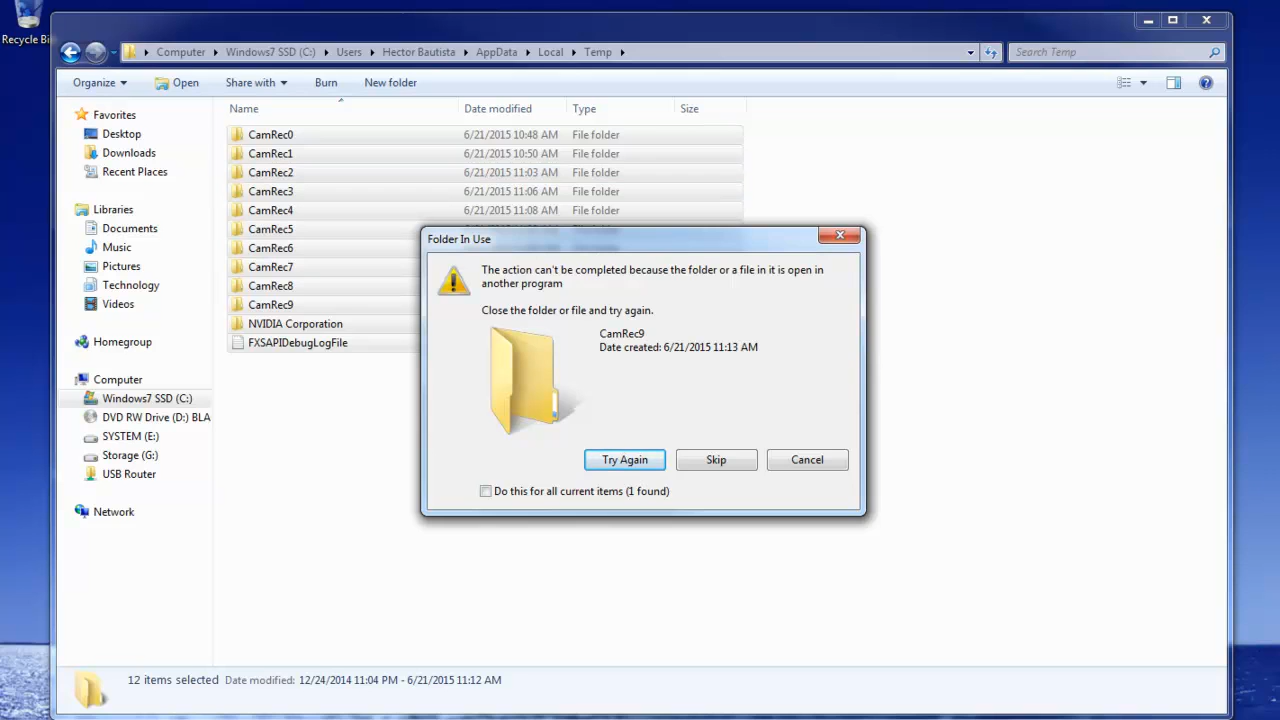 Recycle Bi
Computer Windows7 SSD (C:) Users Hector Bautista AppData Local Temp
Search Temp
Organize Open Share with Burn New folder
Name Date modified Type Size
Favorites
Desktop
Downloads
Recent Places
Libraries
Documents
Music
Pictures
Technology
Videos
Homegroup
Computer
Windows7 SSD (C:)
DVD RW Drive (D:) BLA
SYSTEM (E:)
Storage (G:)
USB Router
Network
CamRec0 6/21/2015 10:48 AM File folder
CamRec1 6/21/2015 10:50 AM File folder
CamRec2 6/21/2015 11:03 AM File folder
CamRec3 6/21/2015 11:06 AM File folder
CamRec4 6/21/2015 11:08 AM File folder
CamRec5
CamRec6
CamRec7
CamRec8
CamRec9
NVIDIA Corporation
FXSAPIDebugLogFile
Folder In Use
The action can't be completed because the folder or a file in it is open in
another program
Close the folder or file and try again.
CamRec9
Date created: 6/21/2015 11:13 AM
Try Again Skip Cancel
Do this for all current items (1 found)
12 items selected Date modified: 12/24/2014 11:04 PM - 6/21/2015 11:12 AM